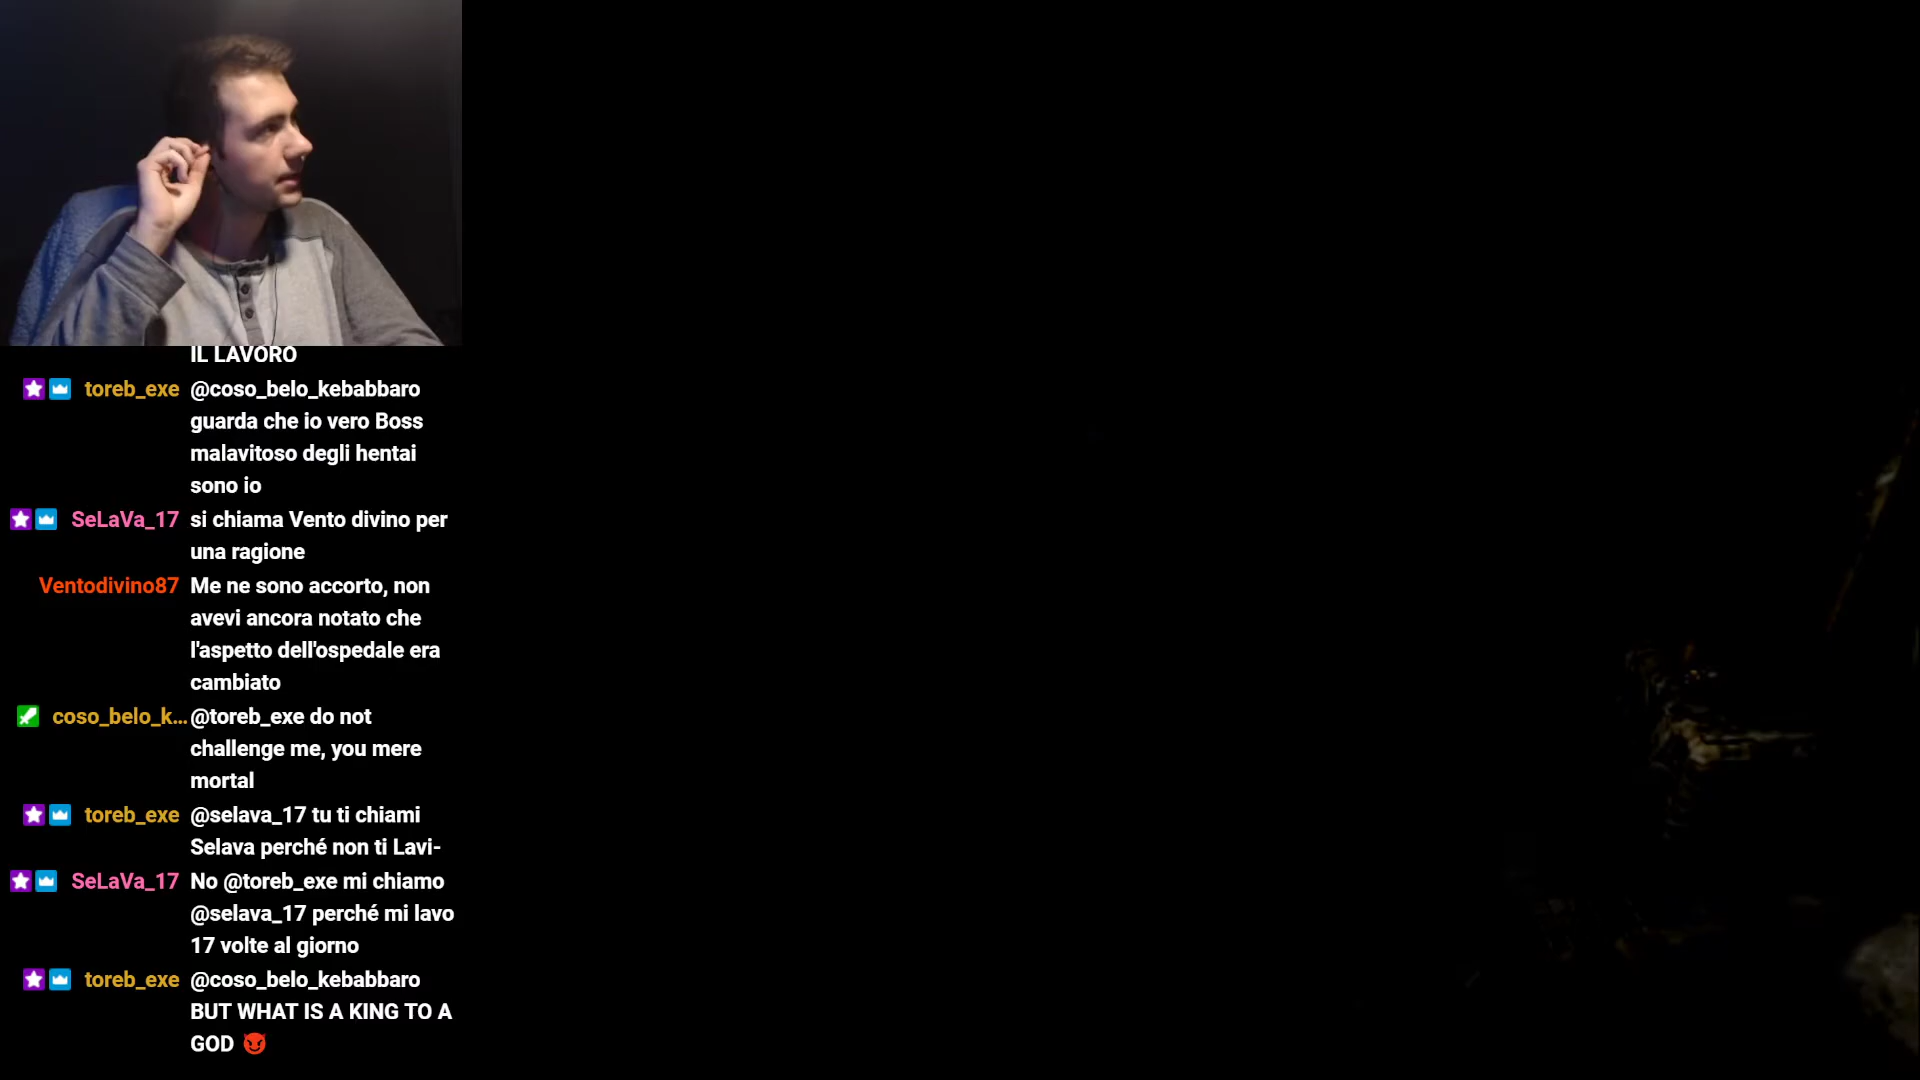 IL LAVORO
toreb_exe @coso_belo_kebabbaro
guarda che io vero Boss
malavitoso degli hentai
sono io
SeLaVa_17 si chiama Vento divino per
una ragione
Ventodivino87 Me ne sono accorto, non
avevi ancora notato che
l'aspetto dell'ospedale era
cambiato
coso_belo_k... @toreb_exe do not
challenge me, you mere
mortal
toreb_exe @selava_17 tu ti chiami
Selava perché non ti Lavi-
SeLaVa_17 No @toreb_exe mi chiamo
@selava_17 perché mi lavo
17 volte al giorno
toreb_exe @coso_belo_kebabbaro
BUT WHAT IS A KING TO A
GOD 😈